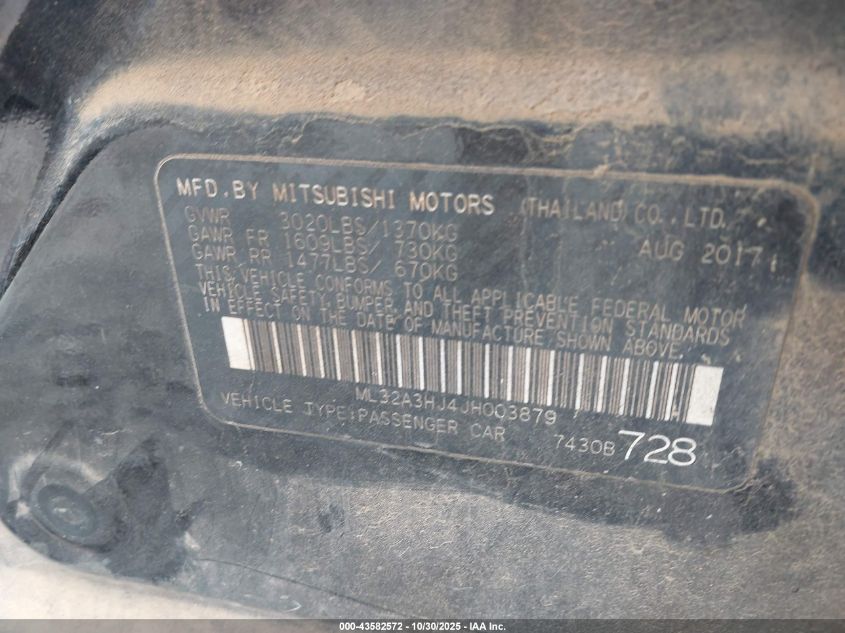 MFD.BY MITSUBISHI MOTORS (THAILAND) CO.,LTD.
GVWR 3020LBS/1370KG AUG 2017
GAWR FR 1609LBS/ 730KG
GAWR RR 1477LBS/ 670KG
THIS VEHICLE CONFORMS TO ALL APPLICABLE FEDERAL MOTOR
VEHICLE SAFETY, BUMPER, AND THEFT PREVENTION STANDARDS
IN EFFECT ON THE DATE OF MANUFACTURE SHOWN ABOVE.
ML32A3HJ4JH003879
VEHICLE TYPE:PASSENGER CAR 7430B 728
000-43582572 - 10/30/2025 - IAA Inc.